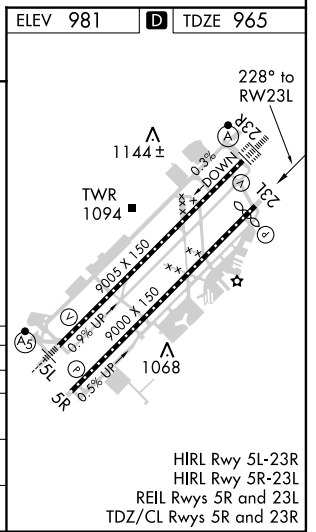 ELEV 981 D TDZE 965
228° to
RW23L
A
23R
1144 ±
0.3%
DOWN
V
23L
TWR
1094
P
9005 X 150
9000 X 150
A5
V
0.9% UP
5L
P
0.5% UP
5R
1068
HIRL Rwy 5L-23R
HIRL Rwy 5R-23L
REIL Rwys 5R and 23L
TDZ/CL Rwys 5R and 23R